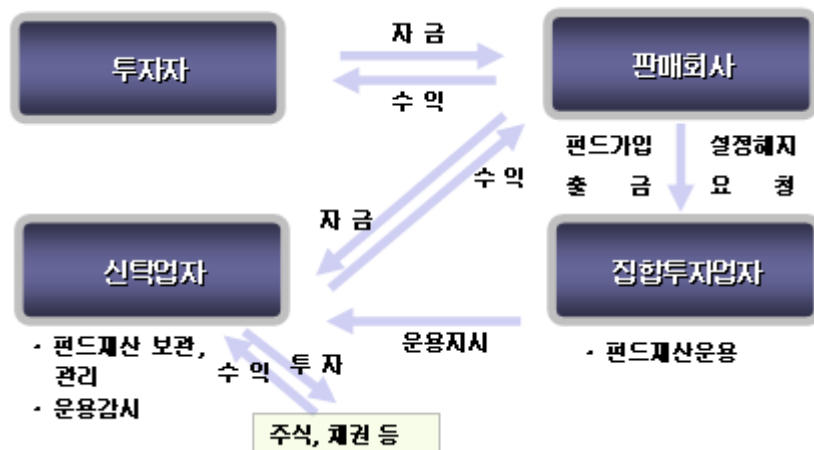 투자자
자 금
수 익
판매회사
펀드가입 설정해지
출 금 요 청
수 익
자 금
신탁업자
집합투자업자
운용지시
· 펀드재산 보관,
관리
· 운용감시
· 펀드재산운용
수 익
투 자
주식, 채권 등